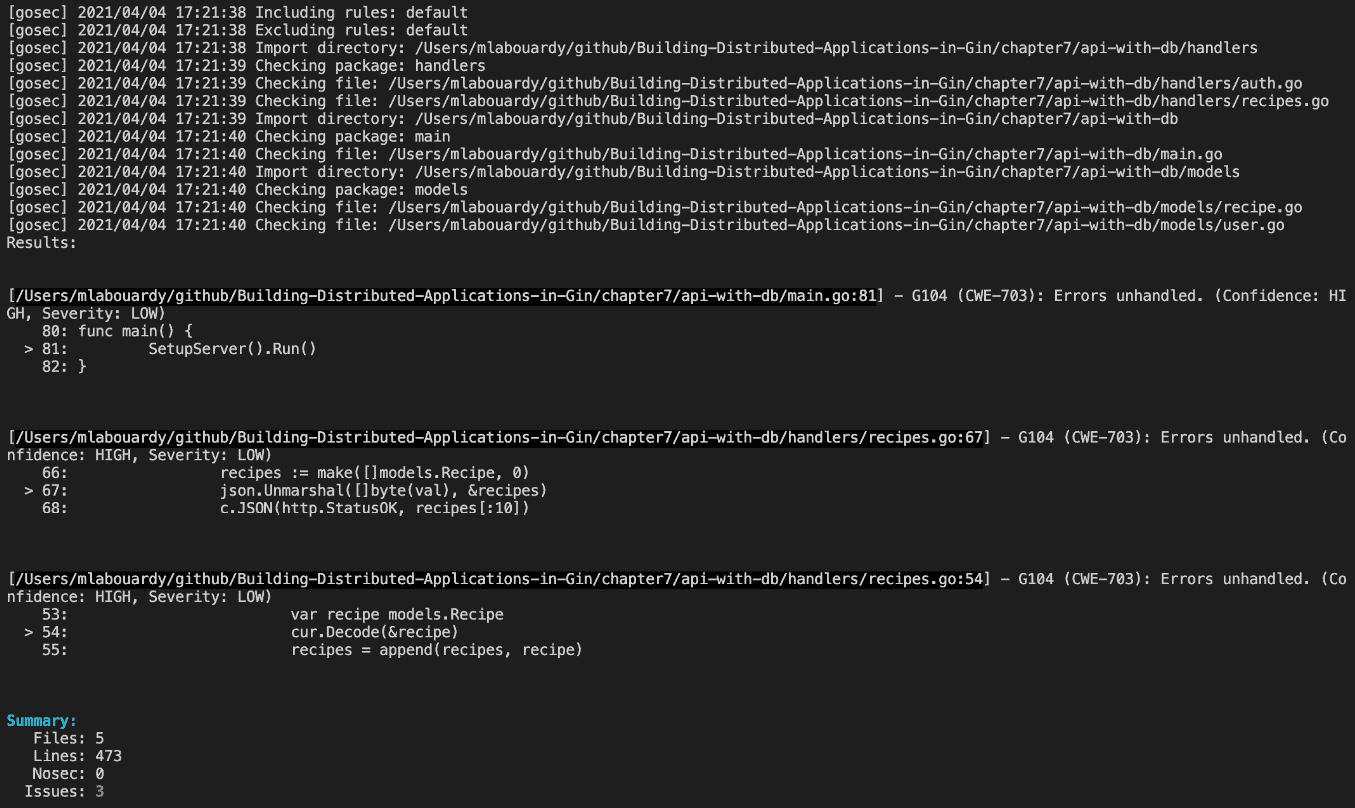 [gosec] 2021/04/04 17:21:38 Including rules: default
[gosec] 2021/04/04 17:21:38 Excluding rules: default
[gosec] 2021/04/04 17:21:38 Import directory: /Users/mlabouardy/github/Building-Distributed-Applications-in-Gin/chapter7/api-with-db/handlers
[gosec] 2021/04/04 17:21:39 Checking package: handlers
[gosec] 2021/04/04 17:21:39 Checking file: /Users/mlabouardy/github/Building-Distributed-Applications-in-Gin/chapter7/api-with-db/handlers/auth.go
[gosec] 2021/04/04 17:21:39 Checking file: /Users/mlabouardy/github/Building-Distributed-Applications-in-Gin/chapter7/api-with-db/handlers/recipes.go
[gosec] 2021/04/04 17:21:39 Import directory: /Users/mlabouardy/github/Building-Distributed-Applications-in-Gin/chapter7/api-with-db
[gosec] 2021/04/04 17:21:40 Checking package: main
[gosec] 2021/04/04 17:21:40 Checking file: /Users/mlabouardy/github/Building-Distributed-Applications-in-Gin/chapter7/api-with-db/main.go
[gosec] 2021/04/04 17:21:40 Import directory: /Users/mlabouardy/github/Building-Distributed-Applications-in-Gin/chapter7/api-with-db/models
[gosec] 2021/04/04 17:21:40 Checking package: models
[gosec] 2021/04/04 17:21:40 Checking file: /Users/mlabouardy/github/Building-Distributed-Applications-in-Gin/chapter7/api-with-db/models/recipe.go
[gosec] 2021/04/04 17:21:40 Checking file: /Users/mlabouardy/github/Building-Distributed-Applications-in-Gin/chapter7/api-with-db/models/user.go
Results:
[/Users/mlabouardy/github/Building-Distributed-Applications-in-Gin/chapter7/api-with-db/main.go:81] - G104 (CWE-703): Errors unhandled. (Confidence: HI
GH, Severity: LOW)
    80: func main() {
  > 81:         SetupServer().Run()
    82: }
[/Users/mlabouardy/github/Building-Distributed-Applications-in-Gin/chapter7/api-with-db/handlers/recipes.go:67] - G104 (CWE-703): Errors unhandled. (Co
nfidence: HIGH, Severity: LOW)
    66:                 recipes := make([]models.Recipe, 0)
  > 67:                 json.Unmarshal([]byte(val), &recipes)
    68:                 c.JSON(http.StatusOK, recipes[:10])
[/Users/mlabouardy/github/Building-Distributed-Applications-in-Gin/chapter7/api-with-db/handlers/recipes.go:54] - G104 (CWE-703): Errors unhandled. (Co
nfidence: HIGH, Severity: LOW)
    53:                         var recipe models.Recipe
  > 54:                         cur.Decode(&recipe)
    55:                         recipes = append(recipes, recipe)
Summary:
   Files: 5
   Lines: 473
   Nosec: 0
  Issues: 3